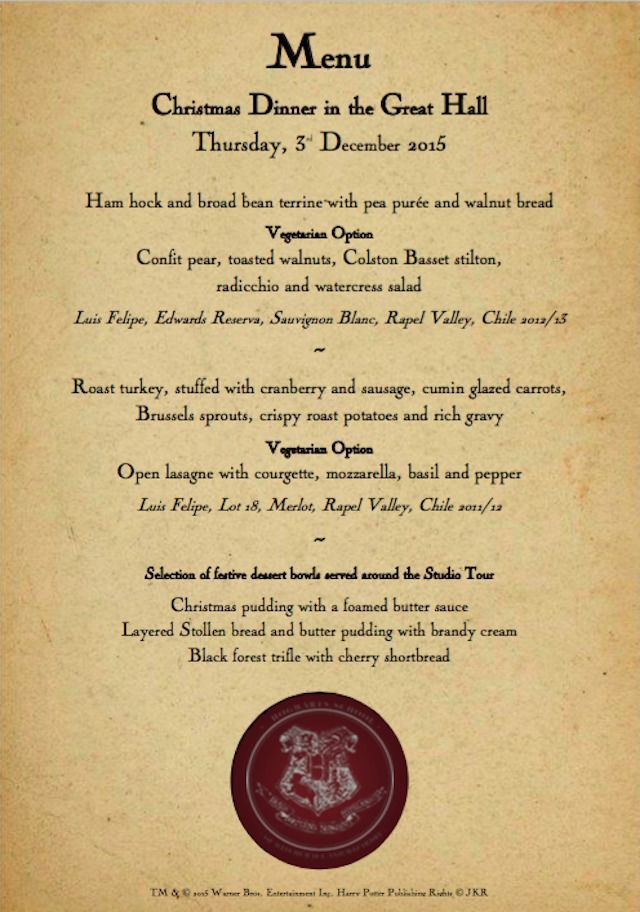 Menu
Christmas Dinner in the Great Hall
Thursday, 3rd December 2015
Ham hock and broad bean terrine with pea purée and walnut bread
Vegetarian Option
Confit pear, toasted walnuts, Colston Basset stilton,
radicchio and watercress salad
Luis Felipe, Edwards Reserva, Sauvignon Blanc, Rapel Valley, Chile 2012/13
~
Roast turkey, stuffed with cranberry and sausage, cumin glazed carrots,
Brussels sprouts, crispy roast potatoes and rich gravy
Vegetarian Option
Open lasagne with courgette, mozzarella, basil and pepper
Luis Felipe, Lot 18, Merlot, Rapel Valley, Chile 2011/12
~
Selection of festive dessert bowls served around the Studio Tour
Christmas pudding with a foamed butter sauce
Layered Stollen bread and butter pudding with brandy cream
Black forest trifle with cherry shortbread
HOGWARTS SCHOOL
TM & © 2015 Warner Bros. Entertainment Inc. Harry Potter Publishing Rights © JKR